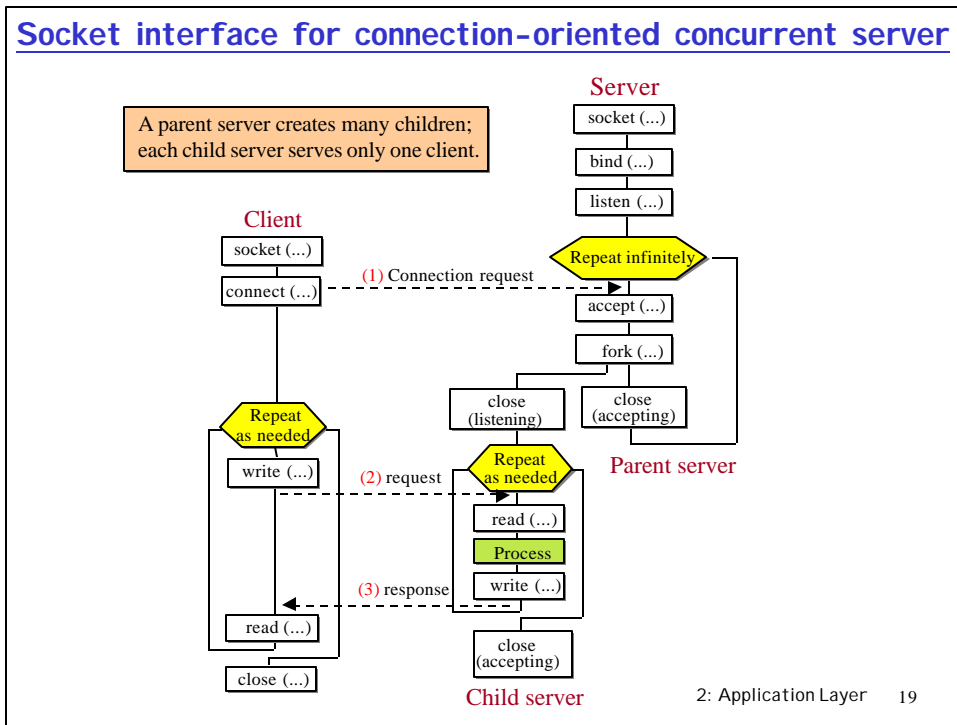 Socket interface for connection-oriented concurrent server
A parent server creates many children;
each child server serves only one client.
Server
socket (...)
bind (...)
listen (...)
Repeat infinitely
accept (...)
fork (...)
close
(listening)
close
(accepting)
Parent server
Client
socket (...)
connect (...)
(1) Connection request
Repeat
as needed
write (...)
(2) request
Repeat
as needed
read (...)
Process
write (...)
(3) response
read (...)
close (...)
close
(accepting)
Child server
2: Application Layer 19